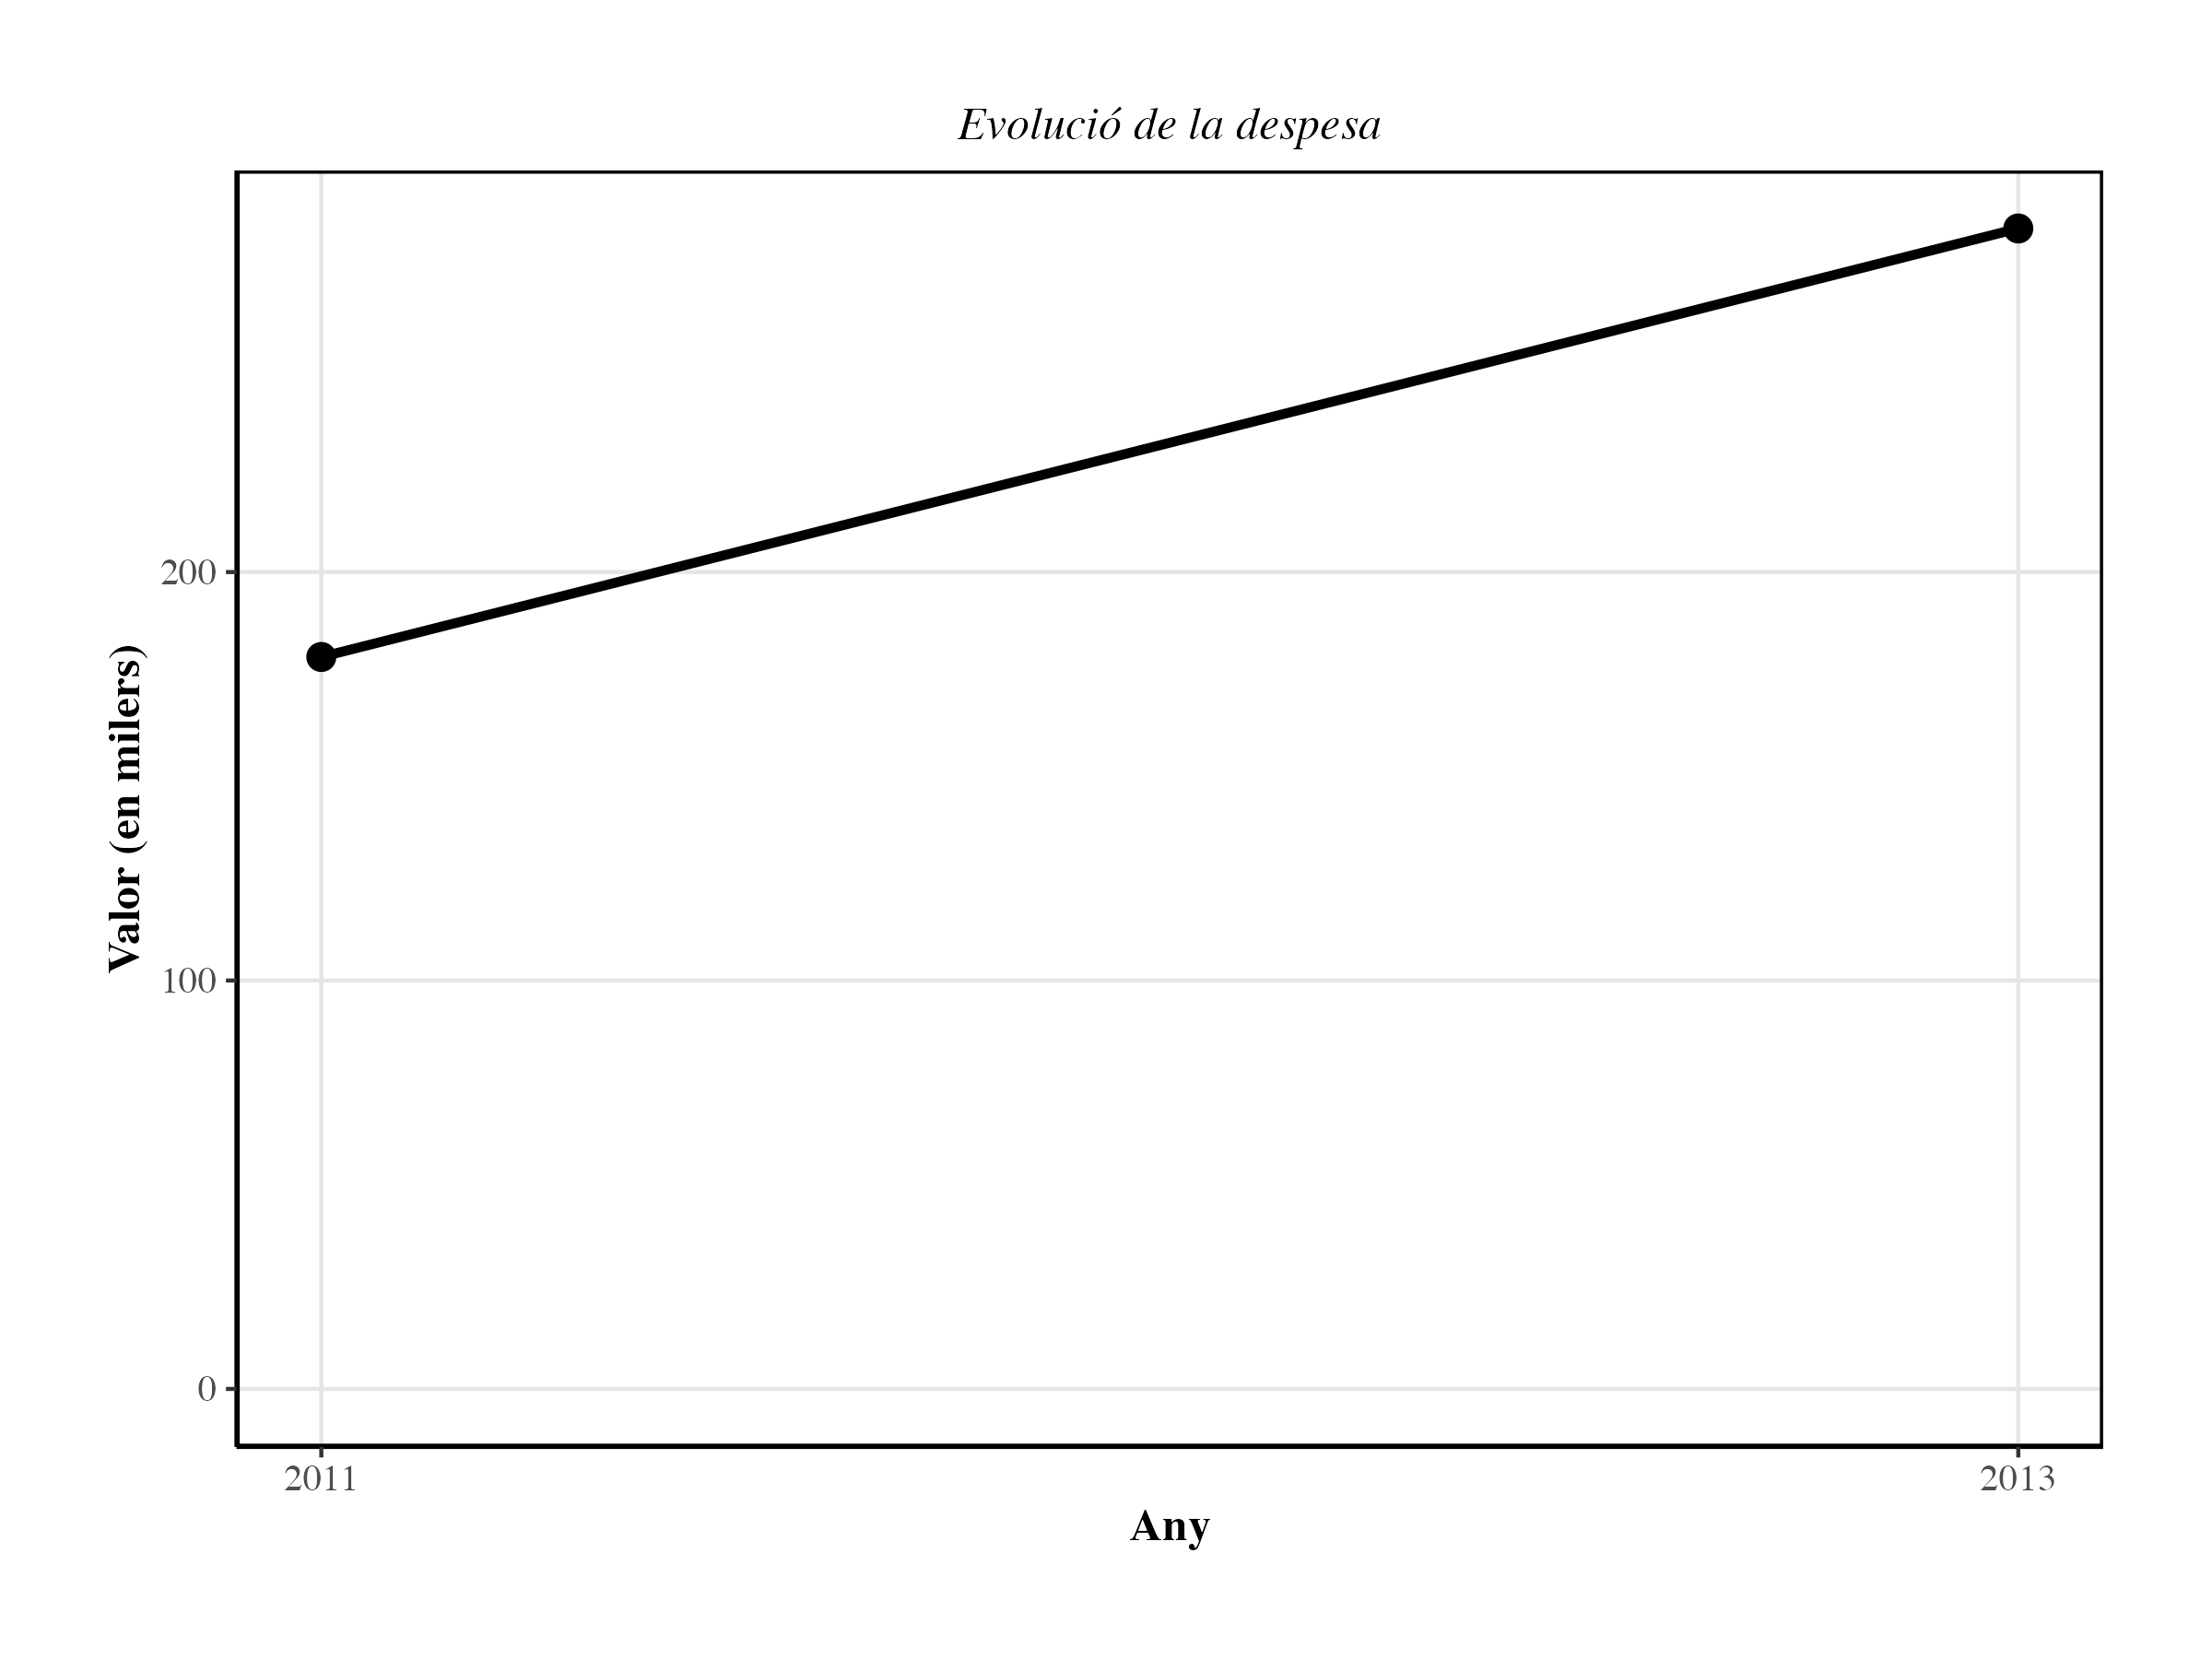 Evolució de la despesa
Valor (en milers)
200
100
0
2011
2013
Any